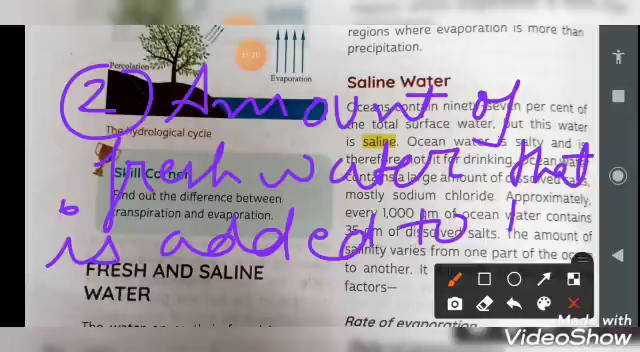 regions where evaporation is more than
precipitation.
11:20
Percolation
Evaporation
The hydrological cycle
Skill Corner
Find out the difference between
transpiration and evaporation.
FRESH AND SALINE
WATER
Saline Water
Oceans contain ninety-seven per cent of
the total surface water, but this water
is saline. Ocean water is salty and is
therefore not fit for drinking. Ocean water
contains a large amount of dissolved salts,
mostly sodium chloride. Approximately,
every 1,000 gm of ocean water contains
35 gm of dissolved salts. The amount of
salinity varies from one part of the
to another. It
factors—
Rate of evaporation
2) Amount of
fresh water that
is added to
Made with
VideoShow